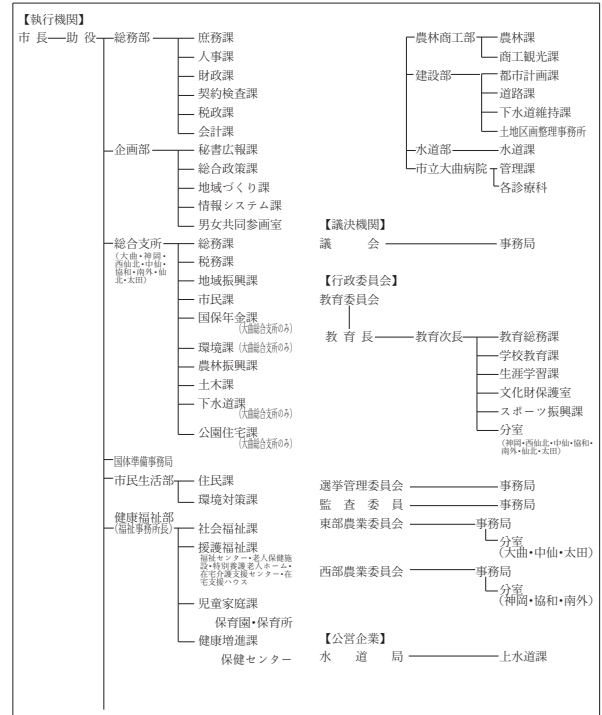 【執行機関】
市 長 助 役 総務部 庶務課
人事課
財政課
契約検査課
税政課
会計課
企画部 秘書広報課
総合政策課
地域づくり課
情報システム課
男女共同参画室
総合支所 総務課
(大曲・神岡・
西仙北・中仙・
協和・南外・仙
北・太田)
税務課
地域振興課
市民課
国保年金課
(大曲総合支所のみ)
環境課 (大曲総合支所のみ)
農林振興課
土木課
下水道課
(大曲総合支所のみ)
公園住宅課
(大曲総合支所のみ)
国体準備事務局
市民生活部 住民課
環境対策課
健康福祉部
(福祉事務所長) 社会福祉課
援護福祉課
福祉センター・老人保健施
設・特別養護老人ホーム・
在宅介護支援センター・在
宅支援ハウス
児童家庭課
保育園・保育所
健康増進課
保健センター
農林商工部 農林課
商工観光課
建設部 都市計画課
道路課
下水道維持課
土地区画整理事務所
水道部 水道課
市立大曲病院 管理課
各診療科
【議決機関】
議 会 事務局
【行政委員会】
教育委員会
教 育 長 教育次長 教育総務課
学校教育課
生涯学習課
文化財保護室
スポーツ振興課
分室
(神岡・西仙北・中仙・協和・
南外・仙北・太田)
選挙管理委員会 事務局
監 査 委 員 事務局
東部農業委員会 事務局
分室
(大曲・中仙・太田)
西部農業委員会 事務局
分室
(神岡・協和・南外)
【公営企業】
水 道 局 上水道課